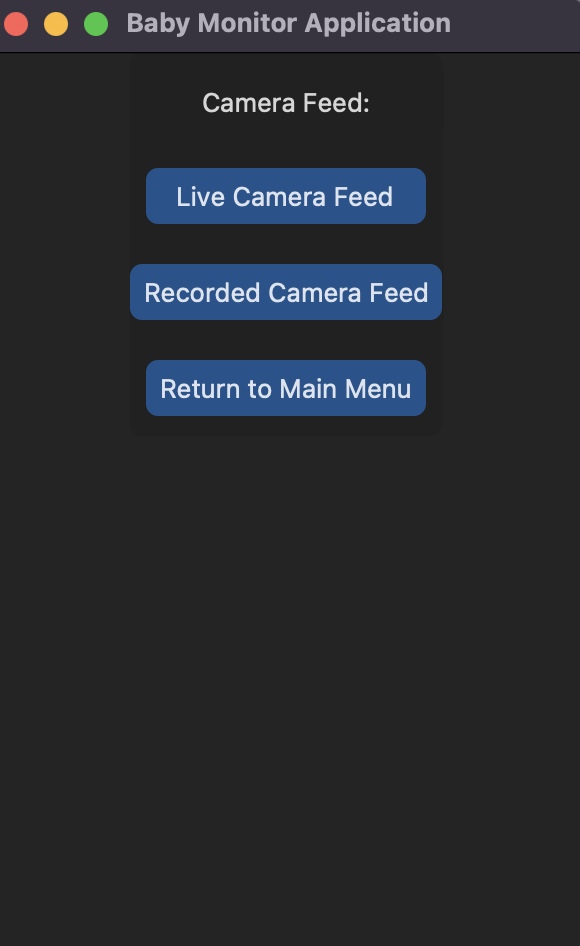 Baby Monitor Application
Camera Feed:
Live Camera Feed
Recorded Camera Feed
Return to Main Menu